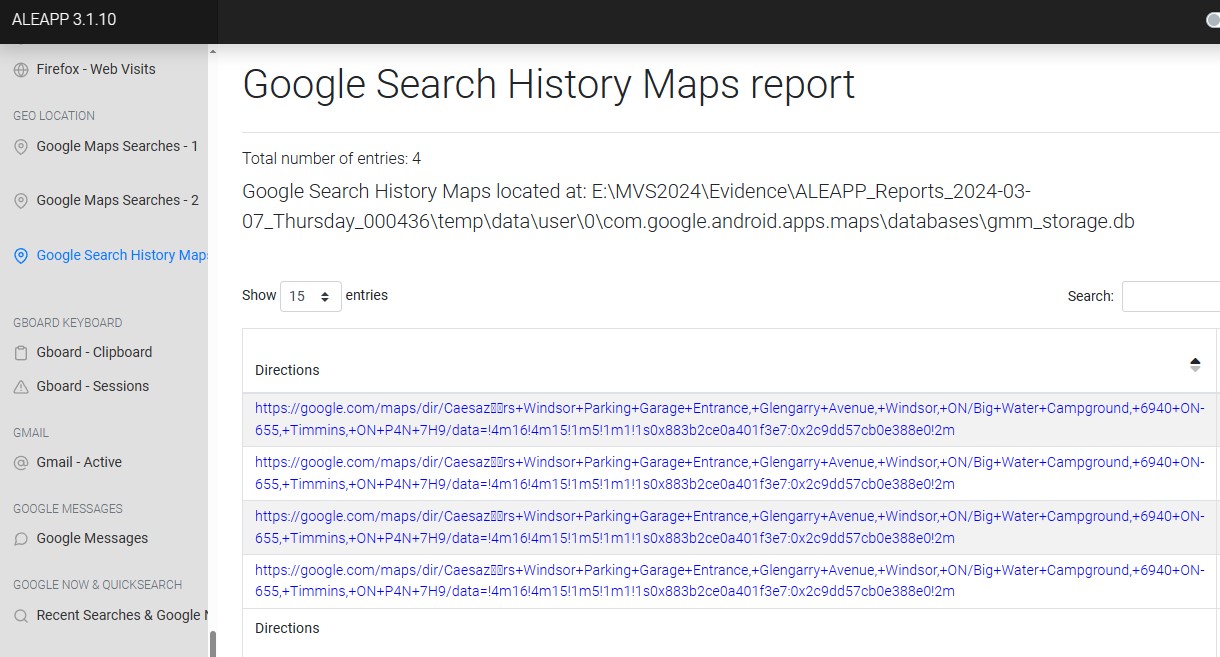 ALEAPP 3.1.10
Firefox - Web Visits
GEO LOCATION
Google Maps Searches - 1
Google Maps Searches - 2
Google Search History Maps
GBOARD KEYBOARD
Gboard - Clipboard
Gboard - Sessions
GMAIL
Gmail - Active
GOOGLE MESSAGES
Google Messages
GOOGLE NOW & QUICKSEARCH
Recent Searches & Google N
Google Search History Maps report
Total number of entries: 4
Google Search History Maps located at: E:\MVS2024\Evidence\ALEAPP_Reports_2024-03-
07_Thursday_000436\temp\data\user\0\com.google.android.apps.maps\databases\gmm_storage.db
Show 15 entries
Search:
Directions
https://google.com/maps/dir/Caesaz▯▯rs+Windsor+Parking+Garage+Entrance,+Glengarry+Avenue,+Windsor,+ON/Big+Water+Campground,+6940+ON-
655,+Timmins,+ON+P4N+7H9/data=!4m16!4m15!1m5!1m1!1s0x883b2ce0a401f3e7:0x2c9dd57cb0e388e0!2m
https://google.com/maps/dir/Caesaz▯▯rs+Windsor+Parking+Garage+Entrance,+Glengarry+Avenue,+Windsor,+ON/Big+Water+Campground,+6940+ON-
655,+Timmins,+ON+P4N+7H9/data=!4m16!4m15!1m5!1m1!1s0x883b2ce0a401f3e7:0x2c9dd57cb0e388e0!2m
https://google.com/maps/dir/Caesaz▯▯rs+Windsor+Parking+Garage+Entrance,+Glengarry+Avenue,+Windsor,+ON/Big+Water+Campground,+6940+ON-
655,+Timmins,+ON+P4N+7H9/data=!4m16!4m15!1m5!1m1!1s0x883b2ce0a401f3e7:0x2c9dd57cb0e388e0!2m
https://google.com/maps/dir/Caesaz▯▯rs+Windsor+Parking+Garage+Entrance,+Glengarry+Avenue,+Windsor,+ON/Big+Water+Campground,+6940+ON-
655,+Timmins,+ON+P4N+7H9/data=!4m16!4m15!1m5!1m1!1s0x883b2ce0a401f3e7:0x2c9dd57cb0e388e0!2m
Directions